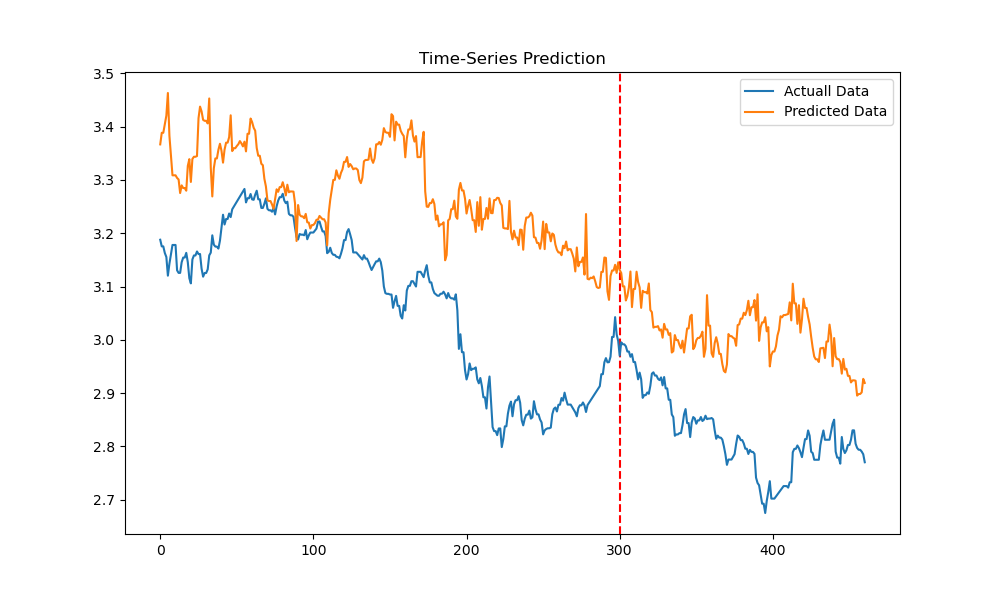 Time-Series Prediction
Actuall Data
Predicted Data
3.5
3.4
3.3
3.2
3.1
3.0
2.9
2.8
2.7
0 100 200 300 400